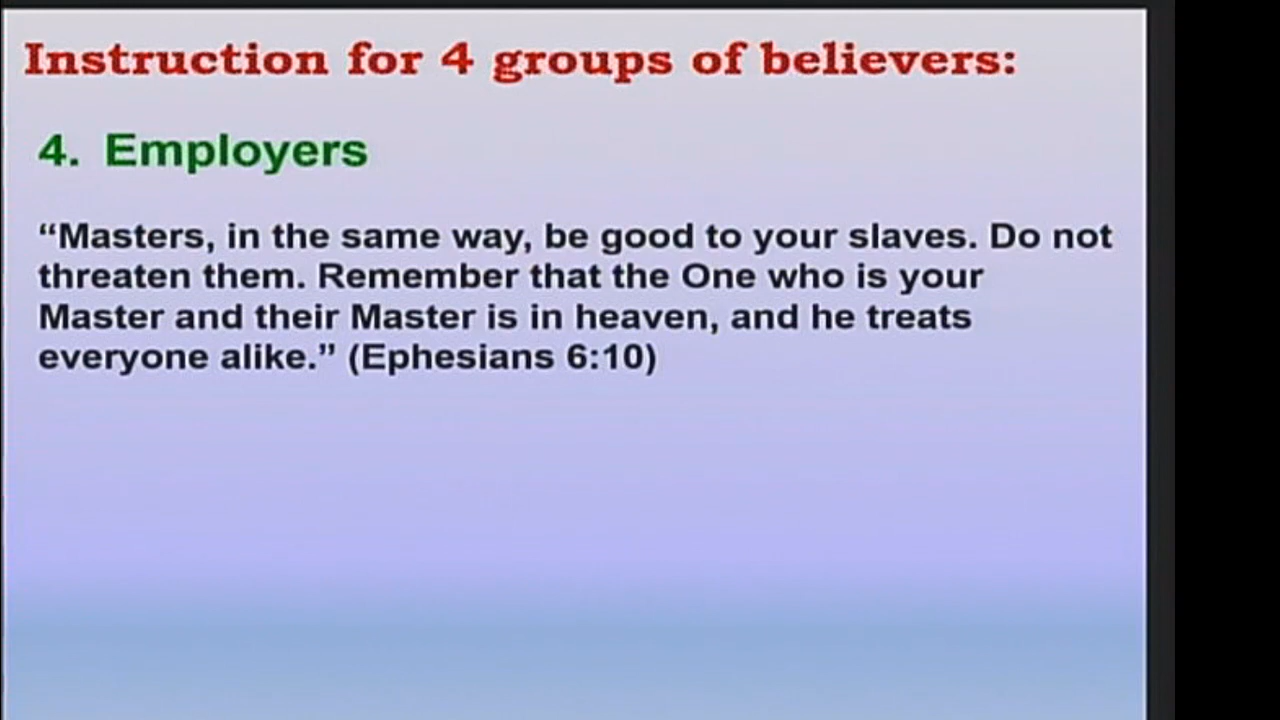 Instruction for 4 groups of believers:
4. Employers
“Masters, in the same way, be good to your slaves. Do not
threaten them. Remember that the One who is your
Master and their Master is in heaven, and he treats
everyone alike.” (Ephesians 6:10)